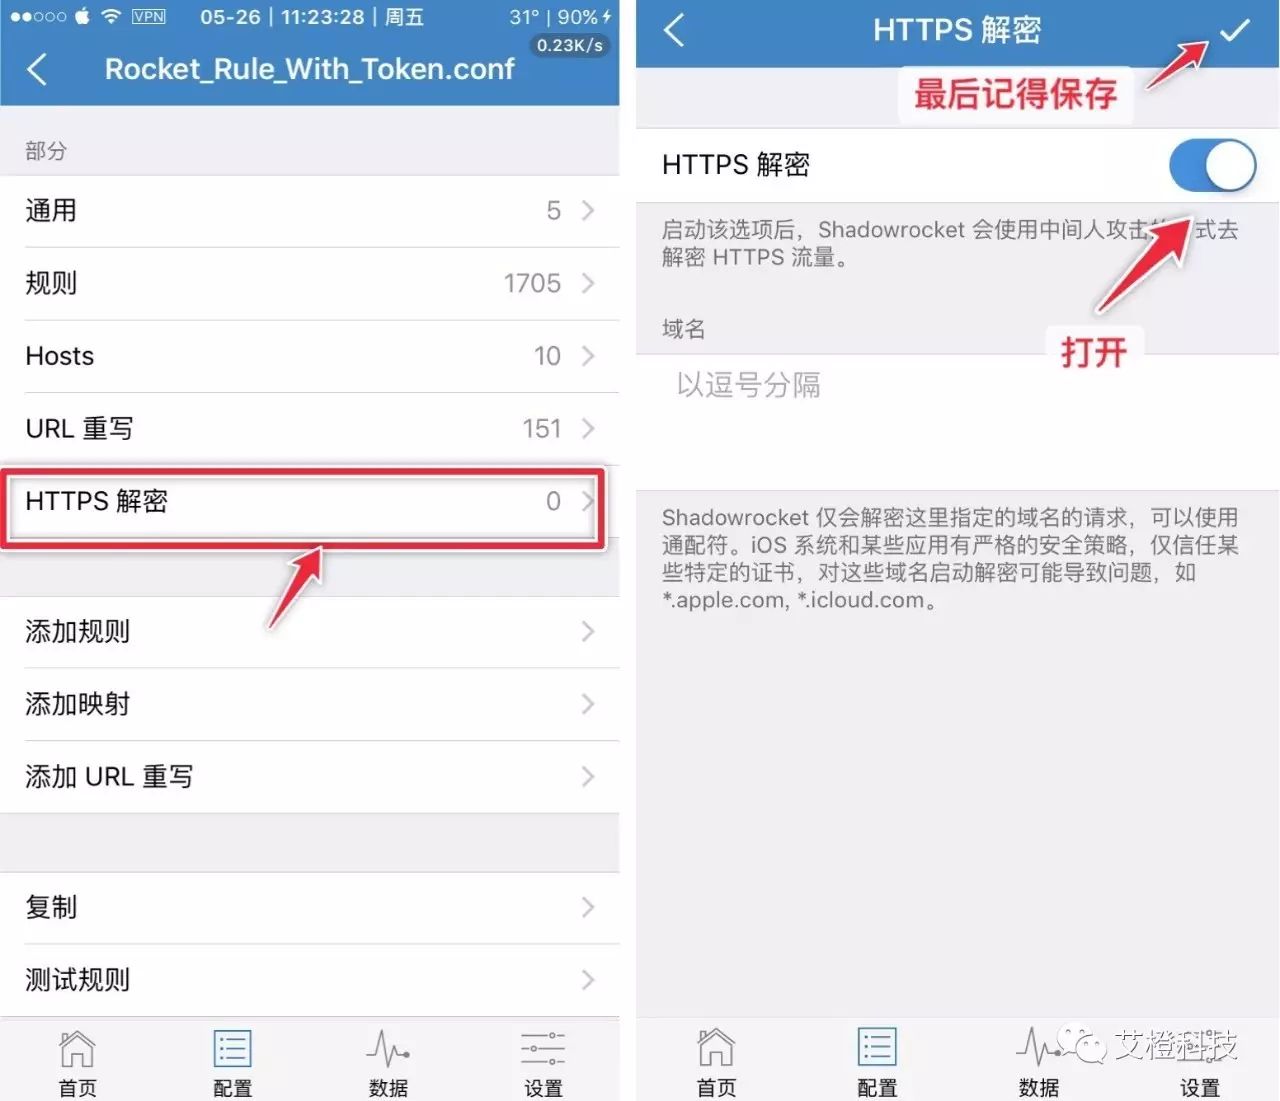 VPN 05-26 | 11:23:28 | 周五 31° | 90%
0.23K/s
Rocket_Rule_With_Token.conf
部分
通用 5
规则 1705
Hosts 10
URL 重写 151
HTTPS 解密 0
添加规则
添加映射
添加 URL 重写
复制
测试规则
首页 配置 数据 设置
HTTPS 解密
最后记得保存
HTTPS 解密
启动该选项后，Shadowrocket 会使用中间人攻击 式去
解密 HTTPS 流量。
打开
域名
以逗号分隔
Shadowrocket 仅会解密这里指定的域名的请求，可以使用
通配符。iOS 系统和某些应用有严格的安全策略，仅信任某
些特定的证书，对这些域名启动解密可能导致问题，如
*.apple.com, *.icloud.com。
艾橙科技
首页 配置 数据 设置